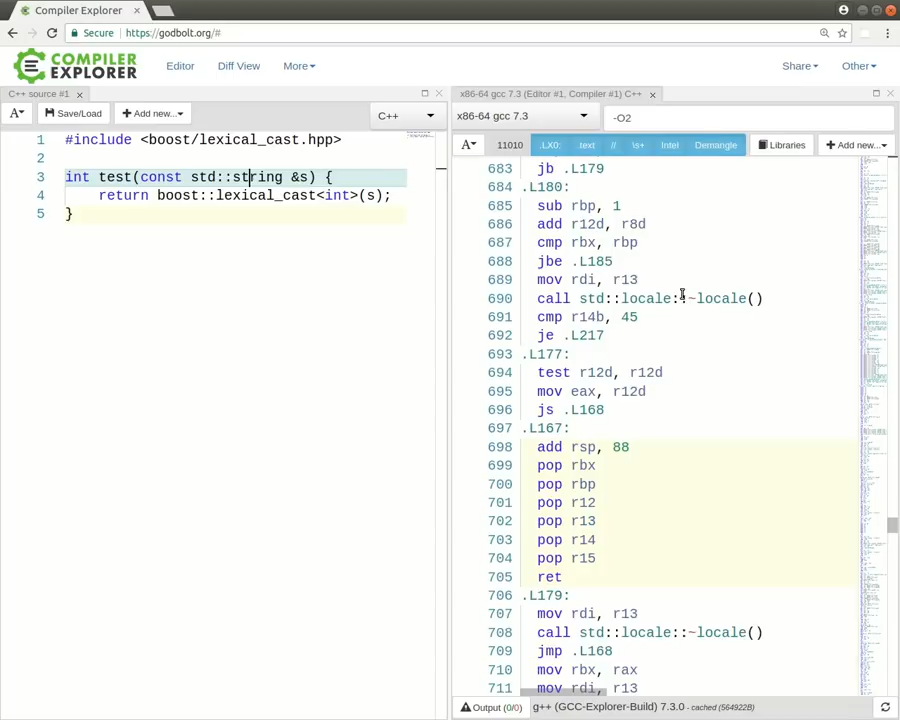 Compiler Explorer
Secure https://godbolt.org/#
COMPILER
EXPLORER
Editor
Diff View
More
Share
Other
C++ source #1
A
Save/Load
Add new...
C++
1 #include <boost/lexical_cast.hpp>
2
3 int test(const std::string &s) {
4 return boost::lexical_cast<int>(s);
5 }
x86-64 gcc 7.3 (Editor #1, Compiler #1) C++
x86-64 gcc 7.3
-O2
A
11010
.LX0:
.text
//
\s+
Intel
Demangle
Libraries
Add new...
683 jb .L179
684 .L180:
685 sub rbp, 1
686 add r12d, r8d
687 cmp rbx, rbp
688 jbe .L185
689 mov rdi, r13
690 call std::locale::~locale()
691 cmp r14b, 45
692 je .L217
693 .L177:
694 test r12d, r12d
695 mov eax, r12d
696 js .L168
697 .L167:
698 add rsp, 88
699 pop rbx
700 pop rbp
701 pop r12
702 pop r13
703 pop r14
704 pop r15
705 ret
706 .L179:
707 mov rdi, r13
708 call std::locale::~locale()
709 jmp .L168
710 mov rbx, rax
711 mov rdi, r13
Output (0/0) g++ (GCC-Explorer-Build) 7.3.0 - cached (564922B)